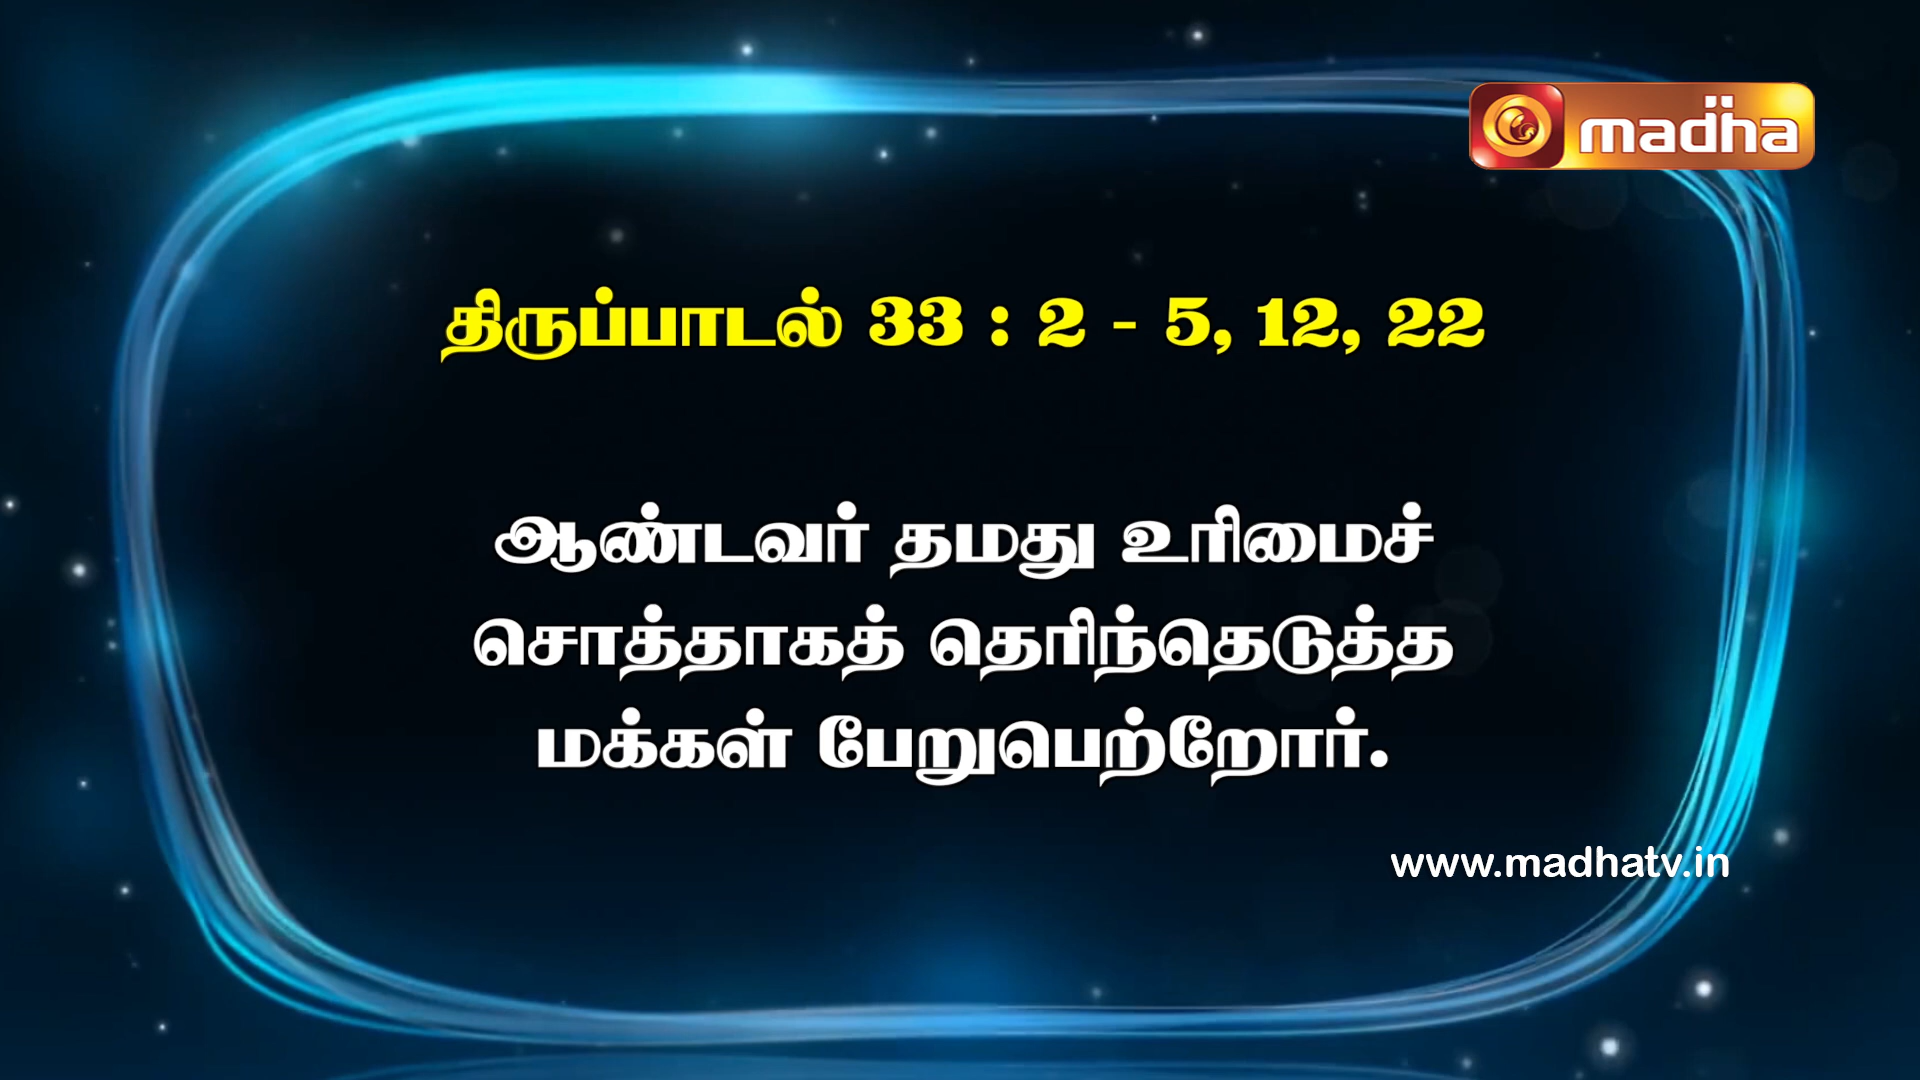 madha
திருப்பாடல் 33 : 2 - 5, 12, 22
ஆண்டவர் தமது உரிமைச்
சொத்தாகத் தெரிந்தெடுத்த
மக்கள் பேறுபெற்றோர்.
www.madhatv.in